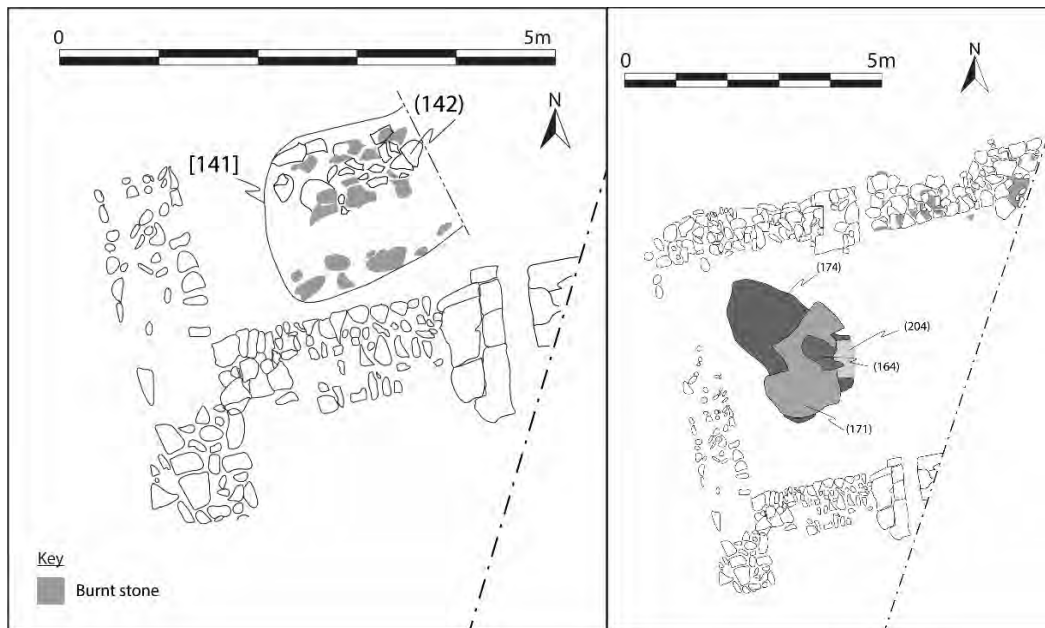 0 5m
N
(142)
[141]
Key
Burnt stone
0 5m
N
(174)
(204)
(164)
(171)